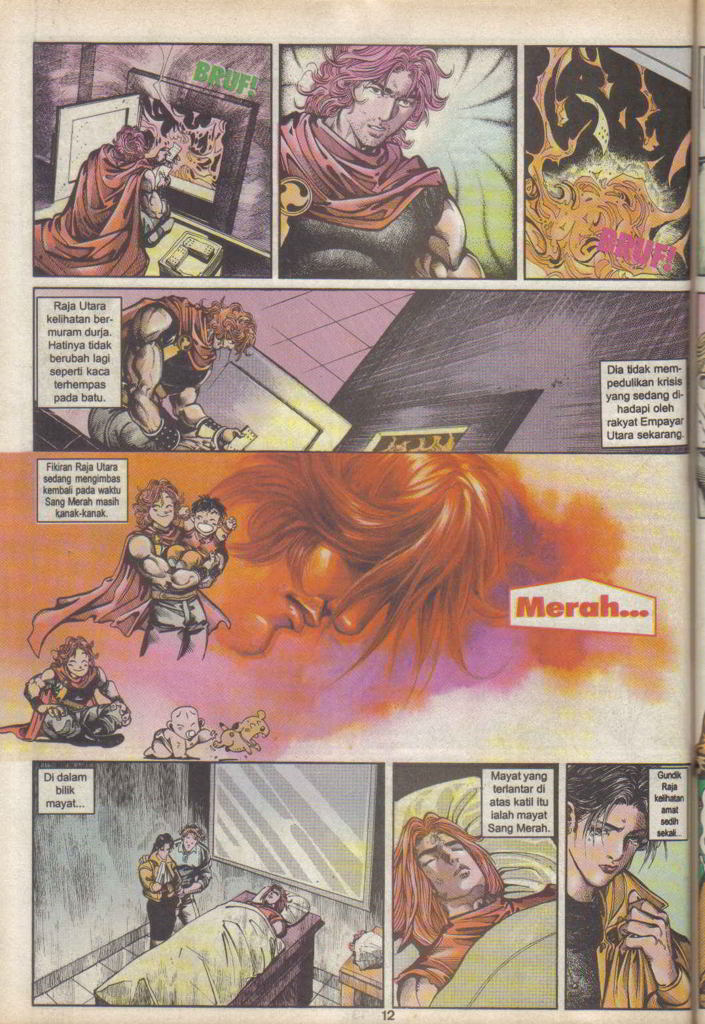 BRUF!
BRUF!
Raja Utara
kelihatan ber-
muram durja.
Hatinya tidak
berubah lagi
seperti kaca
terhempas
pada batu.
Dia tidak mem-
pedulikan krisis
yang sedang di-
hadapi oleh
rakyat Empayar
Utara sekarang.
Fikiran Raja Utara
sedang mengimbas
kembali pada waktu
Sang Merah masih
kanak-kanak.
Merah...
Di dalam
bilik
mayat...
Mayat yang
terlantar di
atas katil itu
ialah mayat
Sang Merah.
Gundik
Raja
kelihatan
amat
sedih
sekali...
12